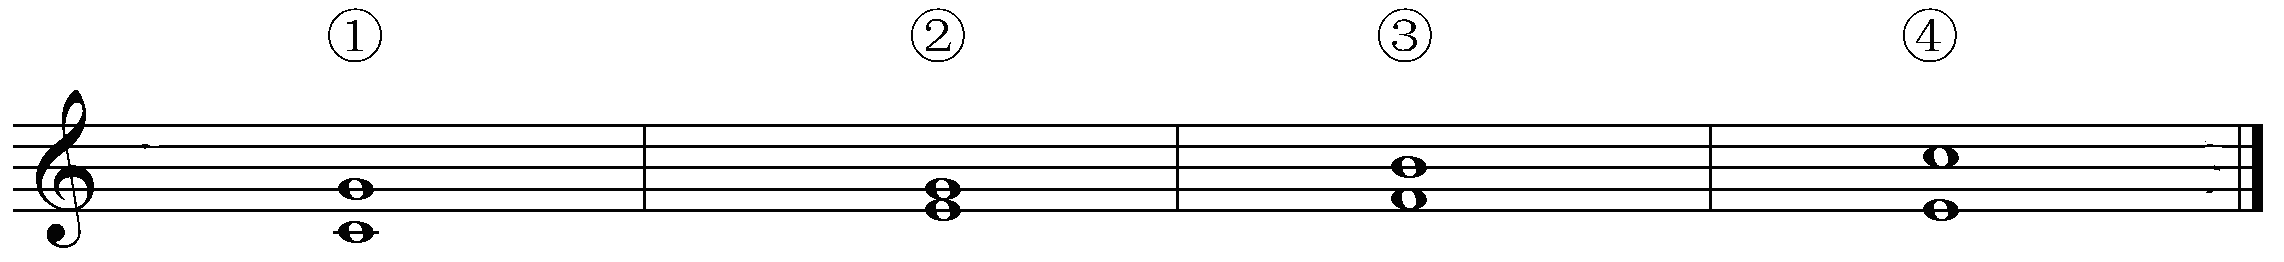 ① ② ③ ④